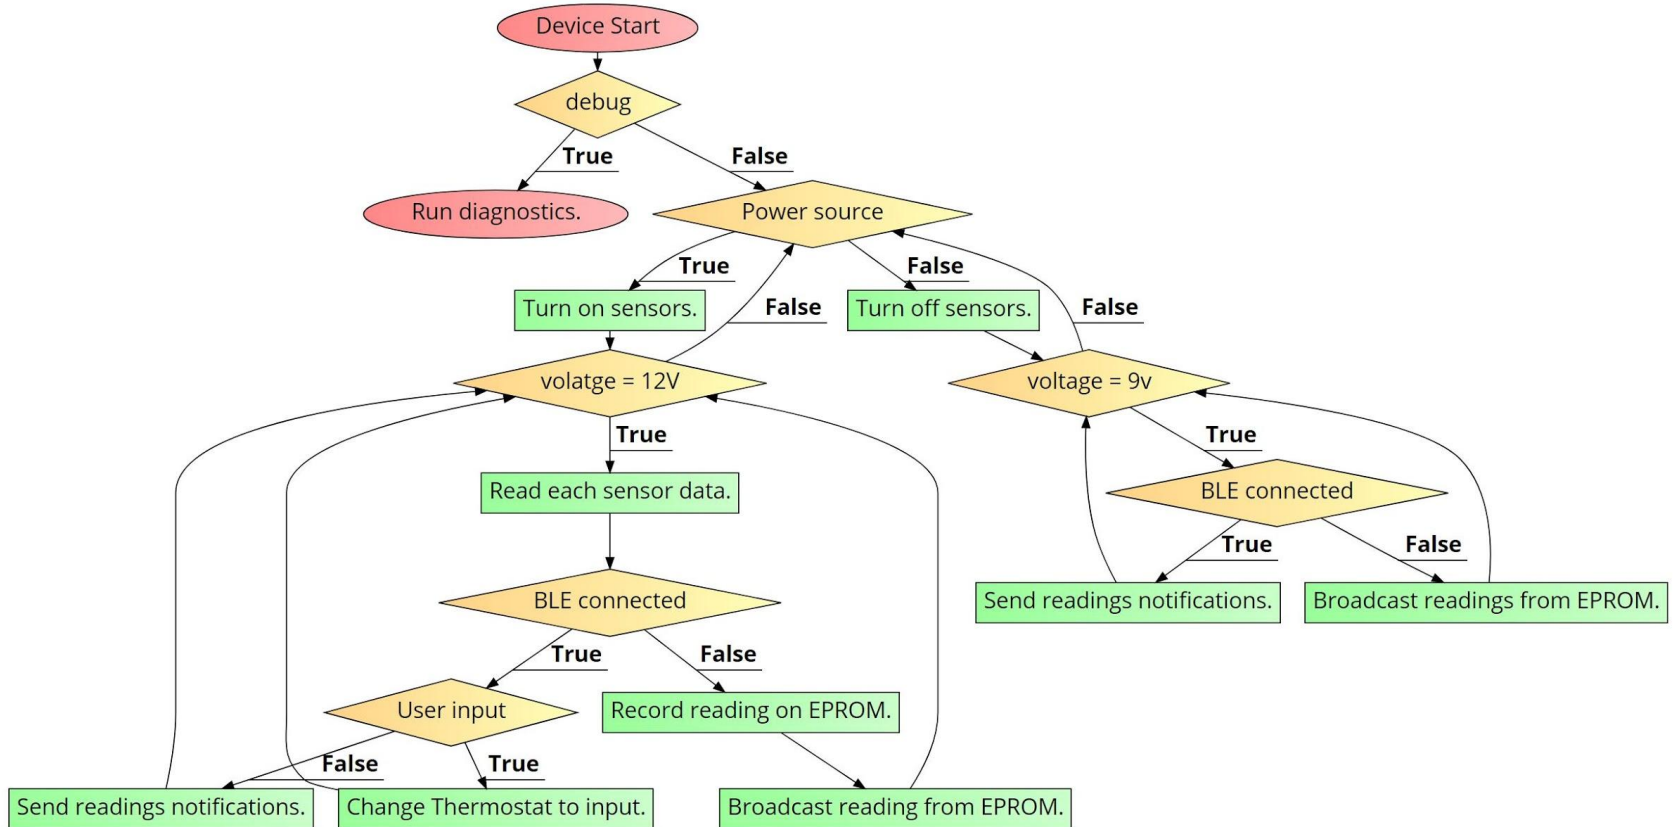 Device Start
debug
True
False
Run diagnostics.
Power source
True
False
Turn on sensors.
False
Turn off sensors.
False
volatge = 12V
voltage = 9v
True
True
Read each sensor data.
BLE connected
True
False
BLE connected
Send readings notifications.
Broadcast readings from EPROM.
True
False
User input
Record reading on EPROM.
False
True
Send readings notifications.
Change Thermostat to input.
Broadcast reading from EPROM.